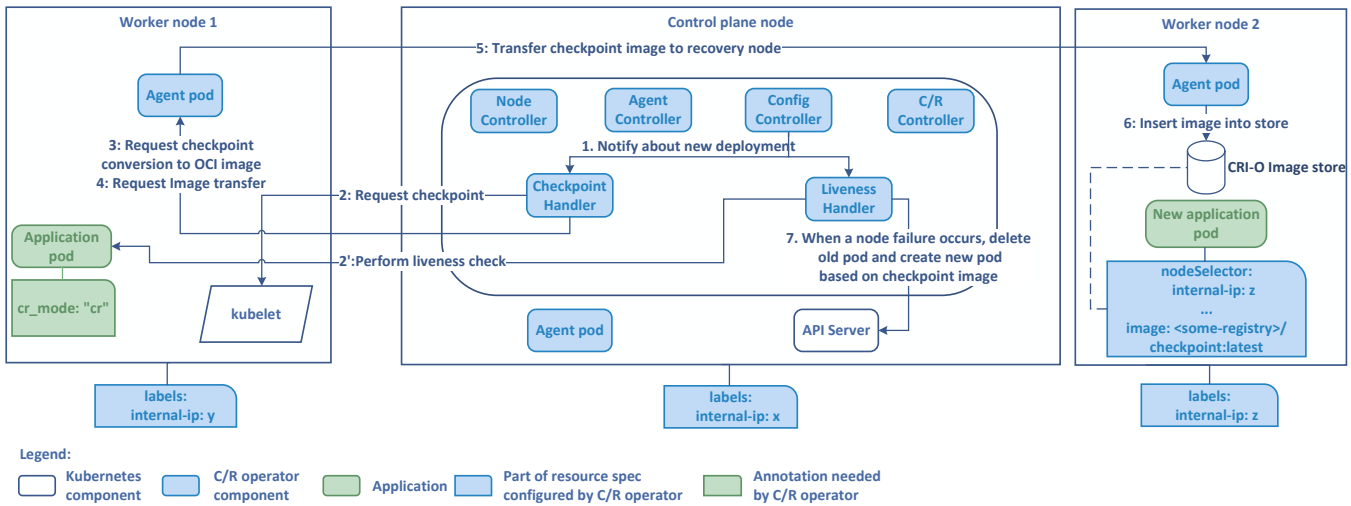 Worker node 1
Control plane node
Worker node 2
5: Transfer checkpoint image to recovery node
Agent pod
Node
Controller
Agent
Controller
Config
Controller
C/R
Controller
Agent pod
6: Insert image into store
CRI-O Image store
3: Request checkpoint
conversion to OCI image
4: Request Image transfer
1. Notify about new deployment
2: Request checkpoint
Checkpoint
Handler
Liveness
Handler
New application
pod
Application
pod
2':Perform liveness check
7. When a node failure occurs, delete
old pod and create new pod
based on checkpoint image
nodeSelector:
internal-ip: z
...
image: <some-registry>/
checkpoint:latest
cr_mode: "cr"
kubelet
Agent pod
API Server
labels:
internal-ip: y
labels:
internal-ip: x
labels:
internal-ip: z
Legend:
Kubernetes
component
C/R operator
component
Application
Part of resource spec
configured by C/R operator
Annotation needed
by C/R operator